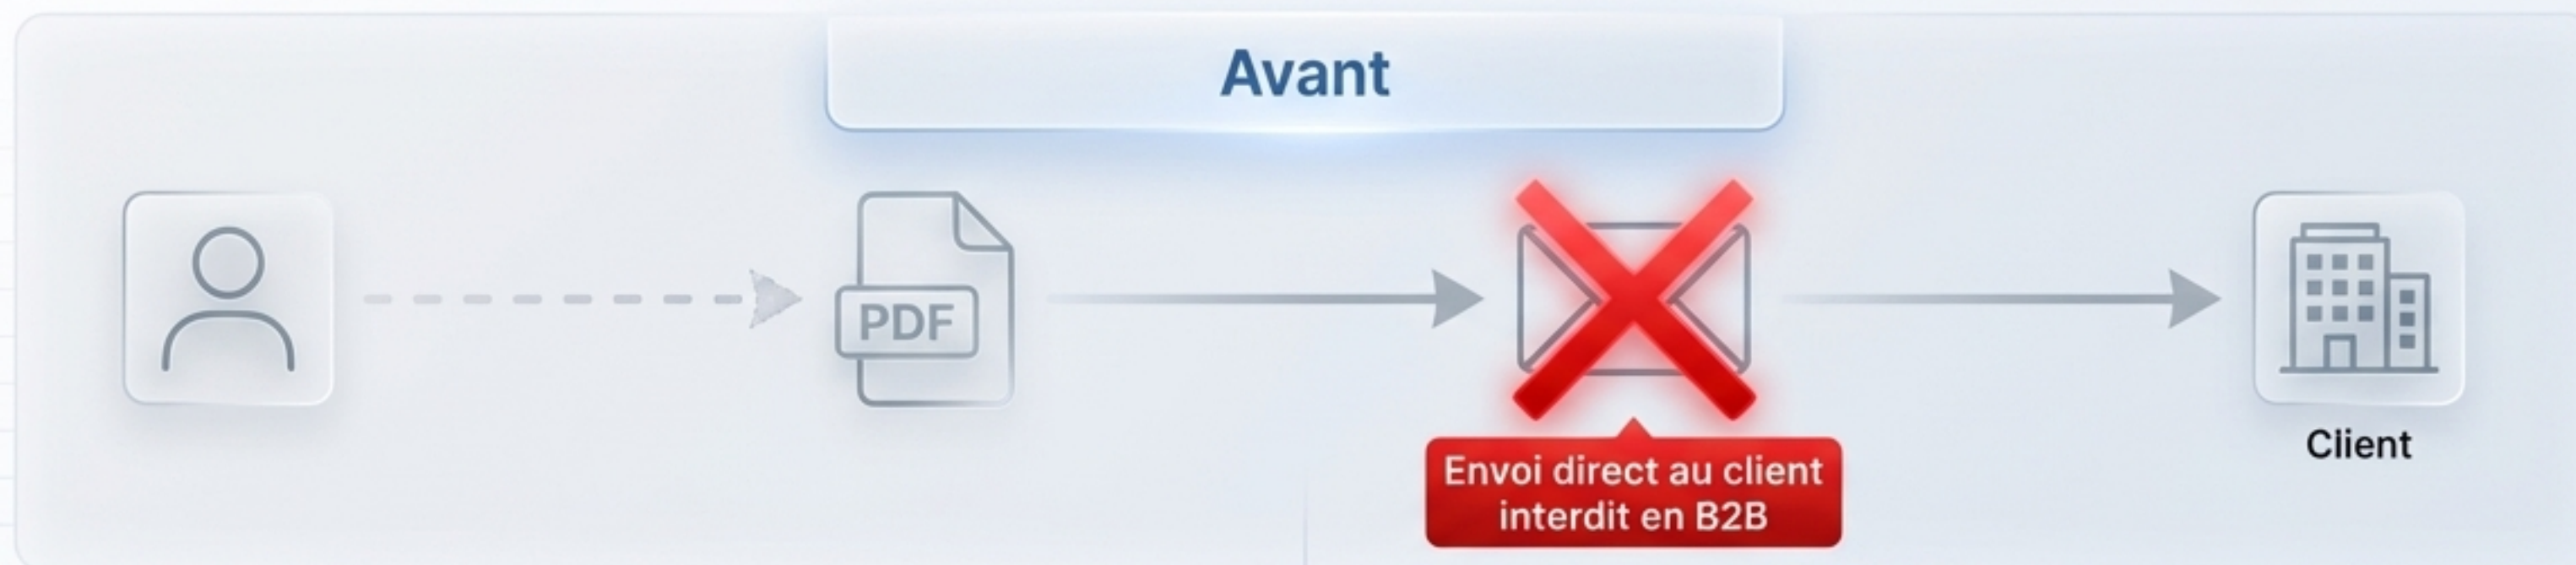 Avant
PDF
Envoi direct au client
interdit en B2B
Client